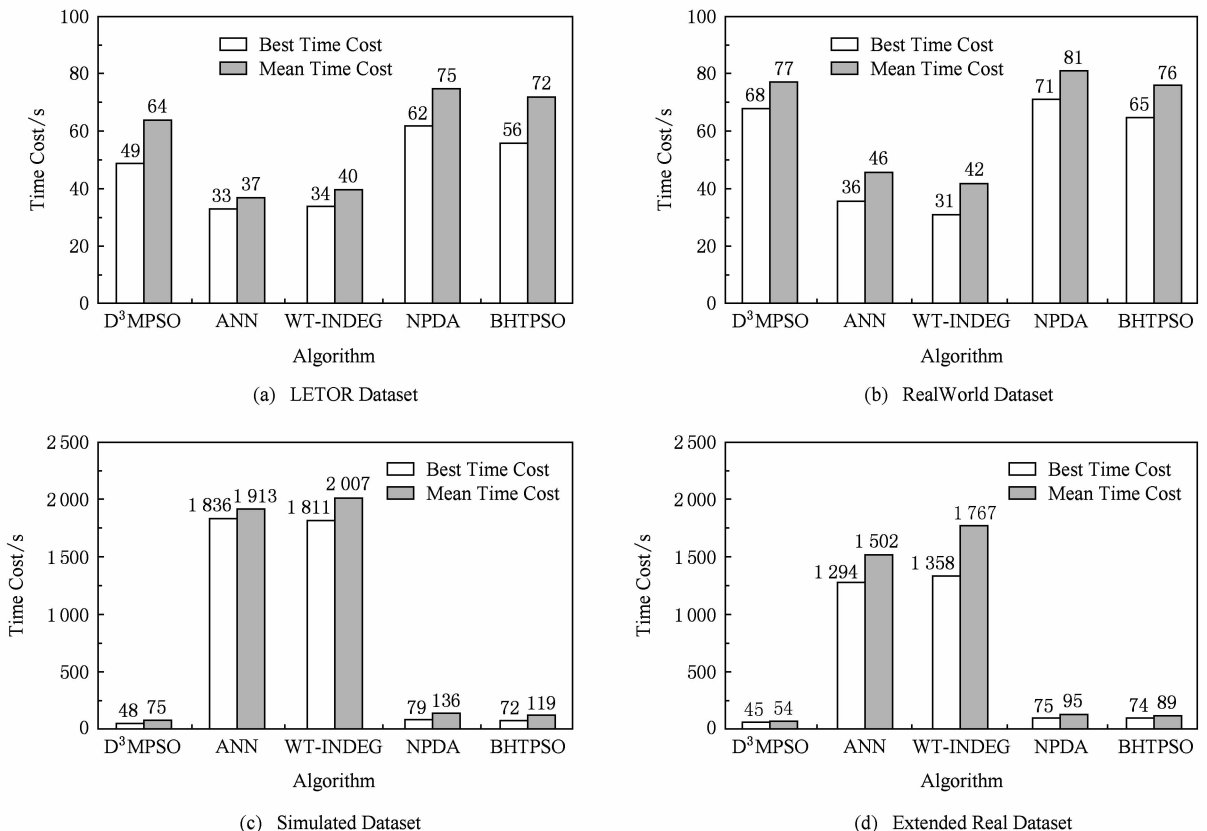 100
80
60
40
20
0
Time Cost/s
Best Time Cost
Mean Time Cost
49 64 33 37 34 40 62 75 56 72
D³MPSO ANN WT-INDEG NPDA BHTPSO
Algorithm
(a) LETOR Dataset
100
80
60
40
20
0
Time Cost/s
Best Time Cost
Mean Time Cost
68 77 36 46 31 42 71 81 65 76
D³MPSO ANN WT-INDEG NPDA BHTPSO
Algorithm
(b) RealWorld Dataset
2 500
2 000
1 500
1 000
500
0
Time Cost/s
Best Time Cost
Mean Time Cost
48 75 1 836 1 913 1 811 2 007 79 136 72 119
D³MPSO ANN WT-INDEG NPDA BHTPSO
Algorithm
(c) Simulated Dataset
2 500
2 000
1 500
1 000
500
0
Time Cost/s
Best Time Cost
Mean Time Cost
45 54 1 294 1 502 1 358 1 767 75 95 74 89
D³MPSO ANN WT-INDEG NPDA BHTPSO
Algorithm
(d) Extended Real Dataset